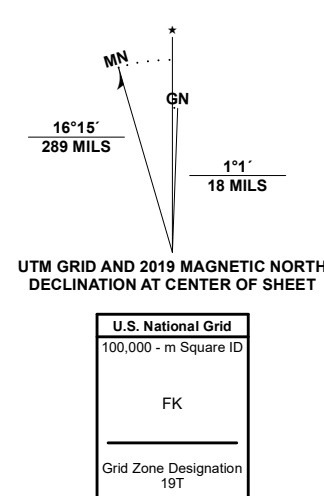 ★
MN
GN
16°15´
289 MILS
1°1´
18 MILS
UTM GRID AND 2019 MAGNETIC NORTH
DECLINATION AT CENTER OF SHEET
U.S. National Grid
100,000 - m Square ID
FK
Grid Zone Designation
19T